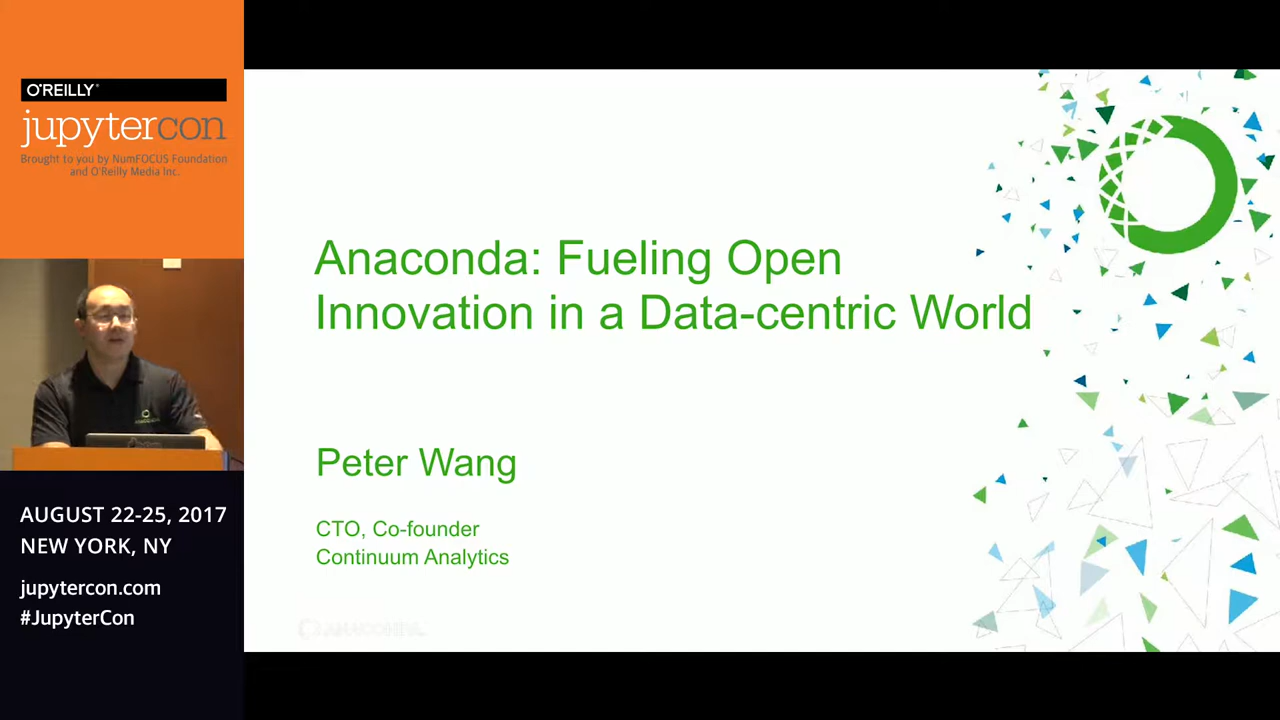 O'REILLY®
jupytercon
Brought to you by NumFOCUS Foundation
and O'Reilly Media Inc.
AUGUST 22-25, 2017
NEW YORK, NY
jupytercon.com
#JupyterCon
Anaconda: Fueling Open
Innovation in a Data-centric World
Peter Wang
CTO, Co-founder
Continuum Analytics
ANACONDA